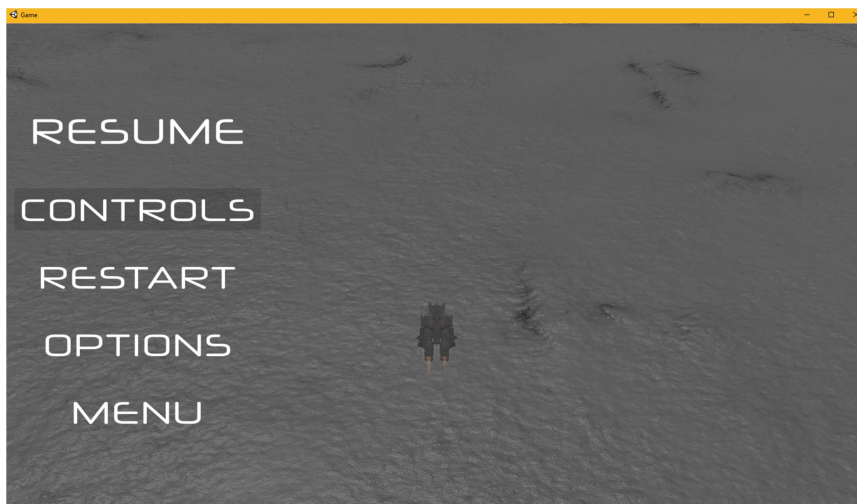 Game
RESUME
CONTROLS
RESTART
OPTIONS
MENU